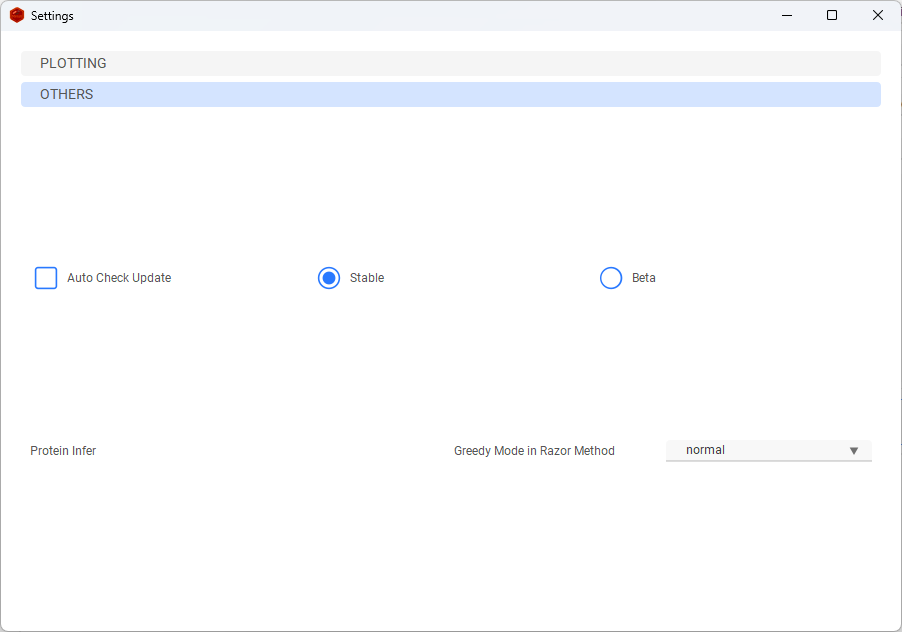 Settings
PLOTTING
OTHERS
Auto Check Update
Stable
Beta
Protein Infer
Greedy Mode in Razor Method
normal